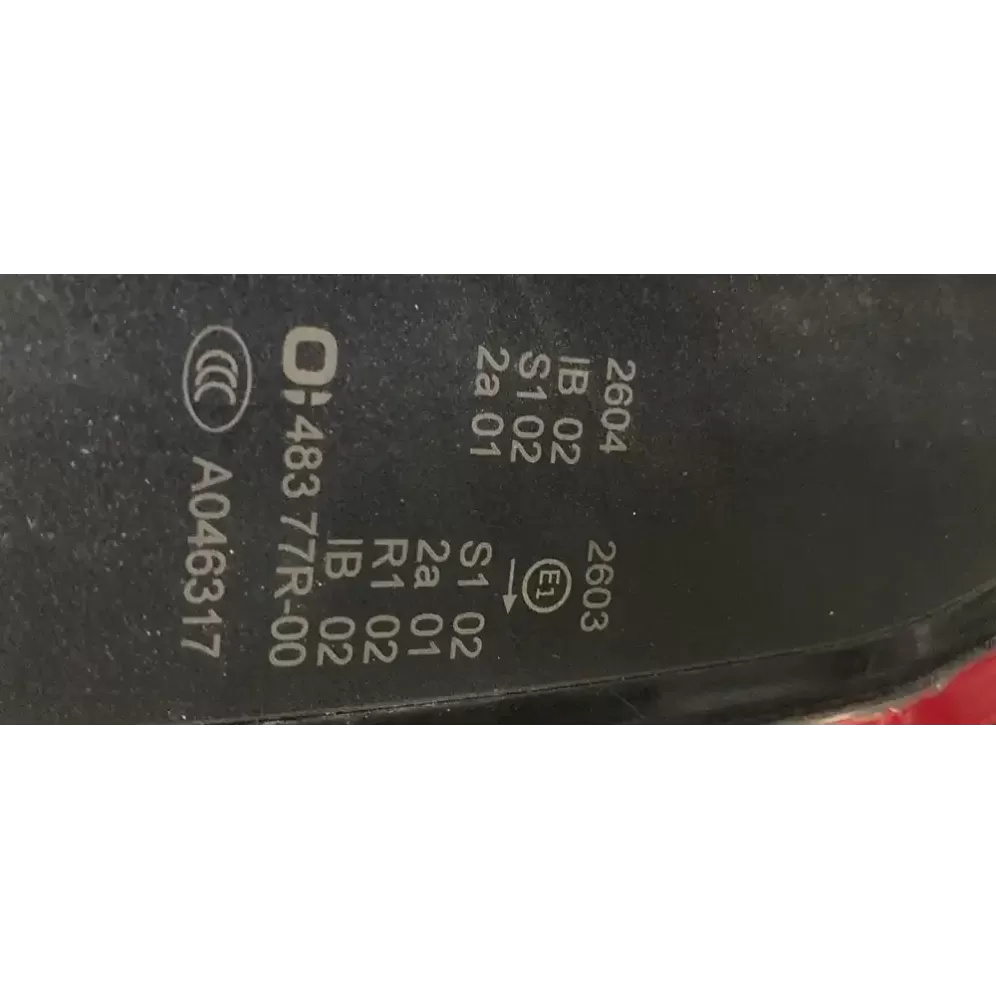 2604
IB 02
S1 02
2a 01
2603
E1
→
S1 02
2a 01
R1 02
IB 02
483 77R-00
CCC A046317